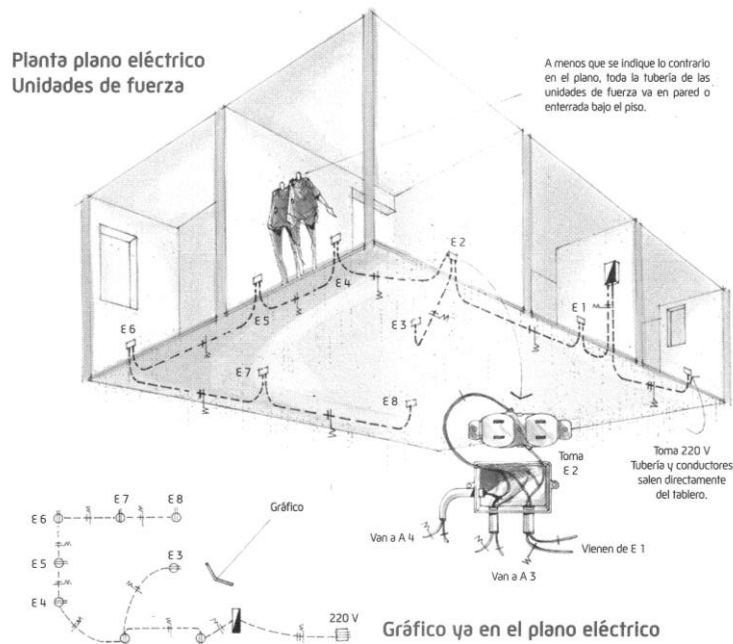 Planta plano eléctrico
Unidades de fuerza
A menos que se indique lo contrario
en el plano, toda la tubería de las
unidades de fuerza va en pared o
enterrada bajo el piso.
E 2
E 4
E 5
E 3
E 1
E 6
E 7
E 8
Toma
E 2
Toma 220 V
Tubería y conductores
salen directamente
del tablero.
Van a A 4
Vienen de E 1
Van a A 3
E 7
E 8
E 6
Gráfico
E 5
E 3
E 4
220 V
Gráfico ya en el plano eléctrico